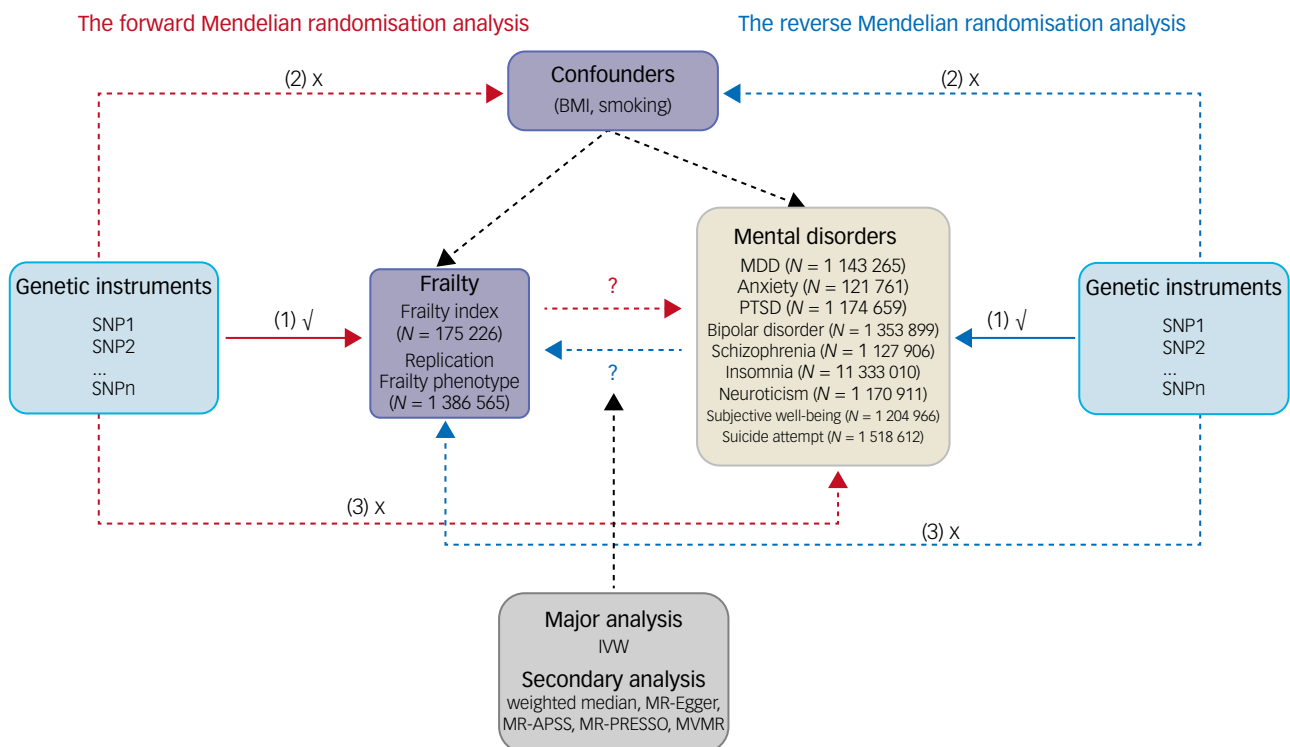 The forward Mendelian randomisation analysis
The reverse Mendelian randomisation analysis
(2) x
Confounders
(BMI, smoking)
(2) x
Genetic instruments
SNP1
SNP2
...
SNPn
(1) √
Frailty
Frailty index
(N = 175 226)
Replication
Frailty phenotype
(N = 1 386 565)
?
?
Mental disorders
MDD (N = 1 143 265)
Anxiety (N = 121 761)
PTSD (N = 1 174 659)
Bipolar disorder (N = 1 353 899)
Schizophrenia (N = 1 127 906)
Insomnia (N = 11 333 010)
Neuroticism (N = 1 170 911)
Subjective well-being (N = 1 204 966)
Suicide attempt (N = 1 518 612)
(1) √
Genetic instruments
SNP1
SNP2
...
SNPn
(3) x
(3) x
Major analysis
IVW
Secondary analysis
weighted median, MR-Egger,
MR-APSS, MR-PRESSO, MVMR